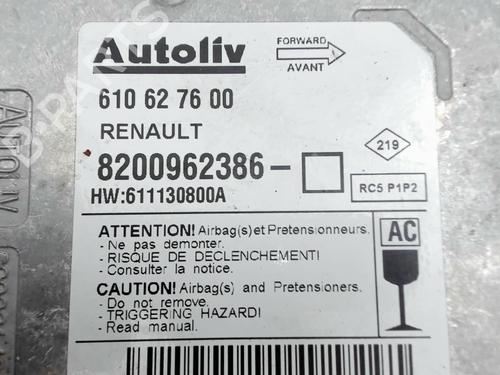 Autoliv
FORWARD
AVANT
610 62 76 00
RENAULT
8200962386-
219
HW:611130800A
RC5 P1P2
ATTENTION! Airbag(s) et Pretensionneurs.
- Ne pas demonter.
- RISQUE DE DECLENCHEMENT!
- Consulter la notice.
AC
CAUTION! Airbag(s) and Pretensioners.
- Do not remove.
- TRIGGERING HAZARD!
- Read manual.